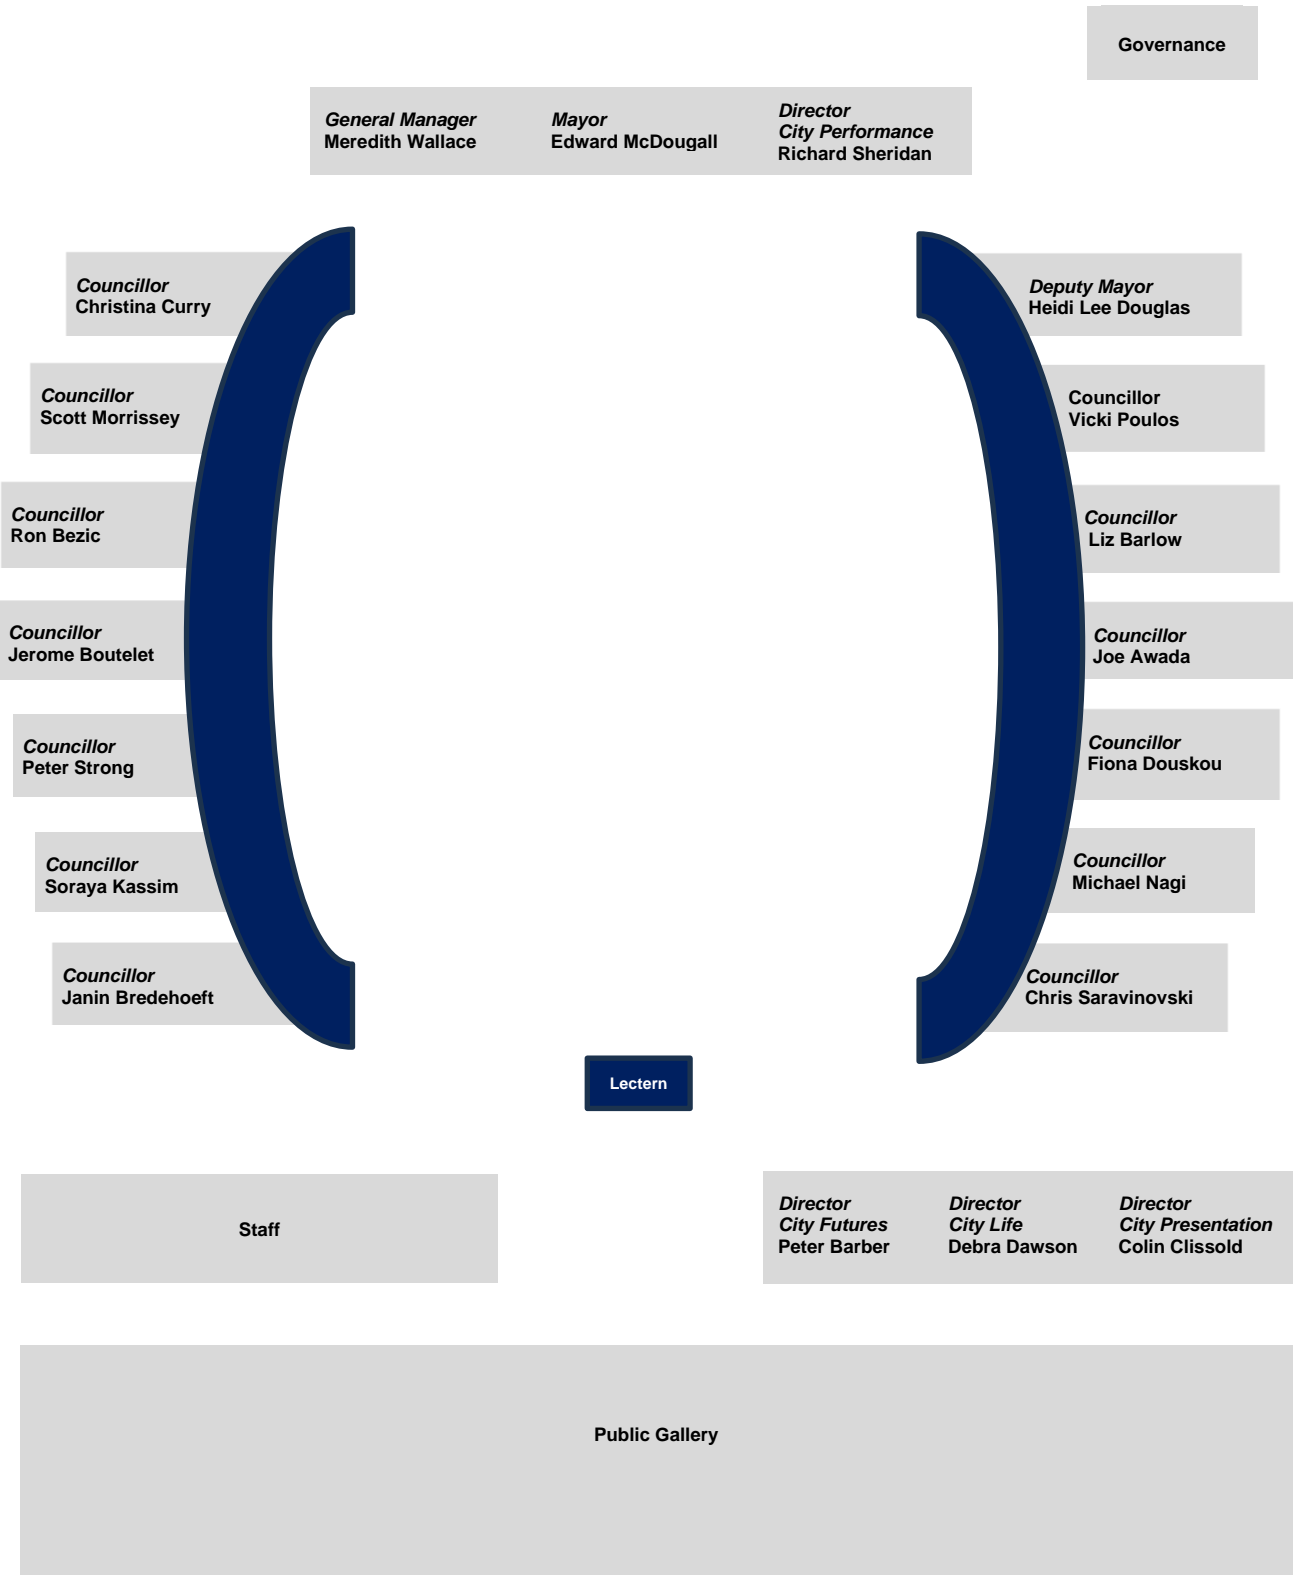 Governance
General Manager
Meredith Wallace
Mayor
Edward McDougall
Director
City Performance
Richard Sheridan
Councillor
Christina Curry
Deputy Mayor
Heidi Lee Douglas
Councillor
Scott Morrissey
Councillor
Vicki Poulos
Councillor
Ron Bezic
Councillor
Liz Barlow
Councillor
Jerome Boutelet
Councillor
Joe Awada
Councillor
Peter Strong
Councillor
Fiona Douskou
Councillor
Soraya Kassim
Councillor
Michael Nagi
Councillor
Janin Bredehoeft
Councillor
Chris Saravinovski
Lectern
Staff
Director
City Futures
Peter Barber
Director
City Life
Debra Dawson
Director
City Presentation
Colin Clissold
Public Gallery